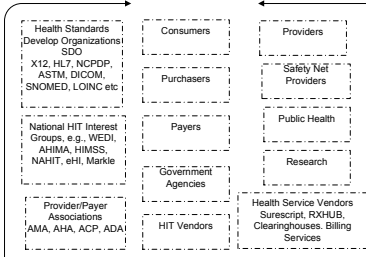 Health Standards
Develop Organizations
SDO
X12, HL7, NCPDP,
ASTM, DICOM,
SNOMED, LOINC etc
National HIT Interest
Groups, e.g., WEDI,
AHIMA, HIMSS,
NAHIT, eHI, Markle
Provider/Payer
Associations
AMA, AHA, ACP, ADA
Consumers
Purchasers
Payers
Government
Agencies
HIT Vendors
Providers
Safety Net
Providers
Public Health
Research
Health Service Vendors
Surescript, RXHUB,
Clearinghouses. Billing
Services